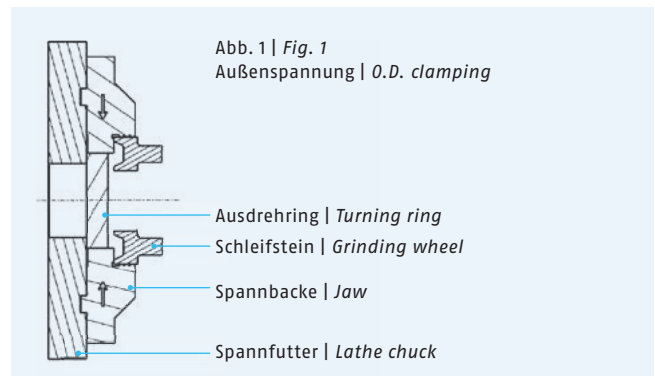 Abb. 1 | Fig. 1
Außenspannung | O.D. clamping
Ausdrehring | Turning ring
Schleifstein | Grinding wheel
Spannbacke | Jaw
Spannfutter | Lathe chuck